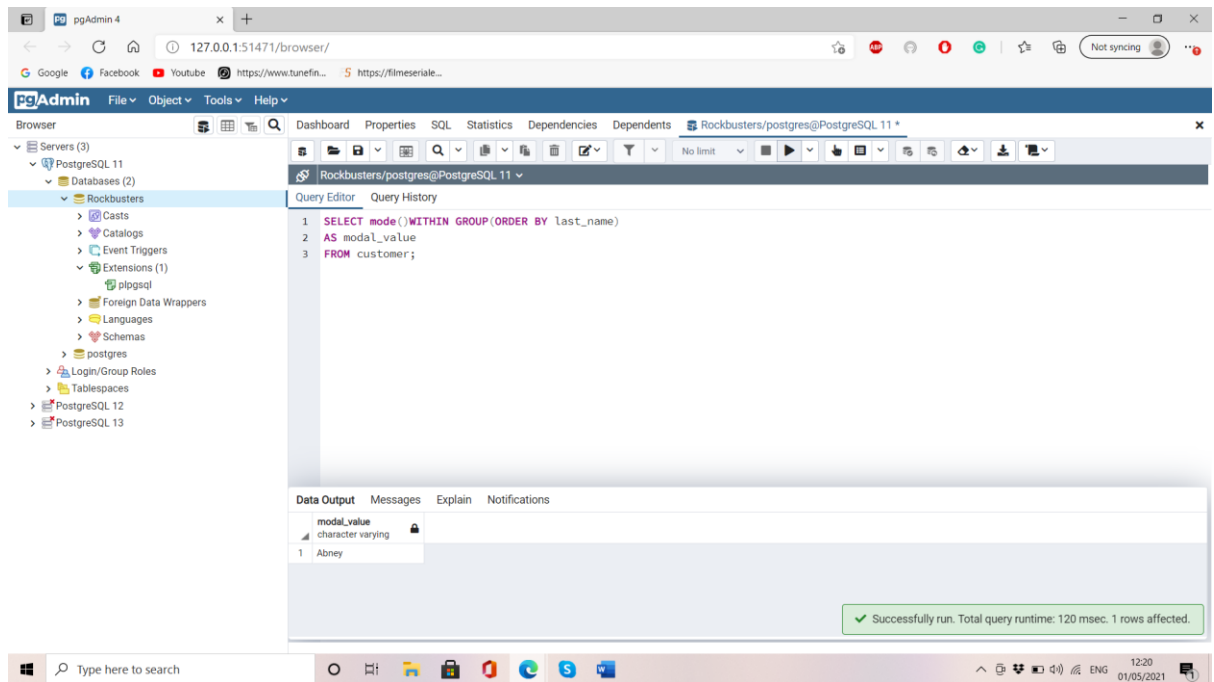 pgAdmin 4
127.0.0.1:51471/browser/
Not syncing
Google Facebook Youtube https://www.tunefin... https://filmeseriale...
pgAdmin File Object Tools Help
Browser
Dashboard Properties SQL Statistics Dependencies Dependents Rockbusters/postgres@PostgreSQL 11 *
No limit
Rockbusters/postgres@PostgreSQL 11
Query Editor Query History
Servers (3)
PostgreSQL 11
Databases (2)
Rockbusters
Casts
Catalogs
Event Triggers
Extensions (1)
plpgsql
Foreign Data Wrappers
Languages
Schemas
postgres
Login/Group Roles
Tablespaces
PostgreSQL 12
PostgreSQL 13
1 SELECT mode()WITHIN GROUP(ORDER BY last_name)
2 AS modal_value
3 FROM customer;
Data Output Messages Explain Notifications
modal_value
character varying
1 Abney
Successfully run. Total query runtime: 120 msec. 1 rows affected.
Type here to search
ENG
12:20
01/05/2021